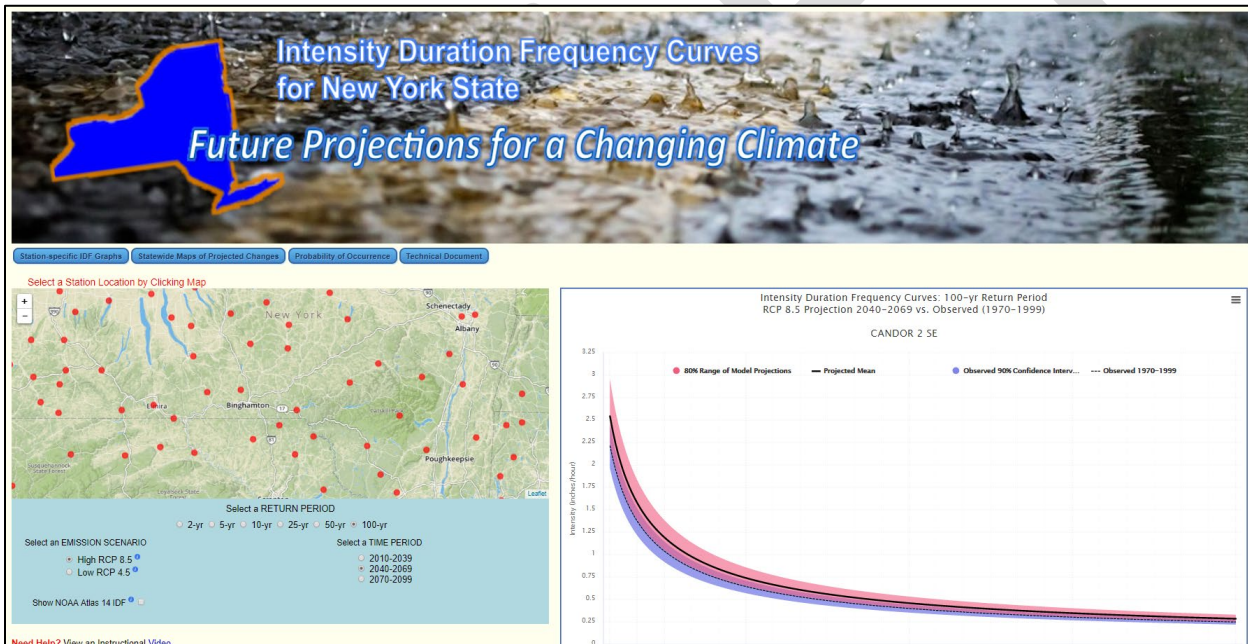 Intensity Duration Frequency Curves
for New York State
Future Projections for a Changing Climate
Station-specific IDF Graphs
Statewide Maps of Projected Changes
Probability of Occurrence
Technical Document
Select a Station Location by Clicking Map
+
−
New York
Schenectady
Albany
Elmira
Binghamton
17
Poughkeepsie
Susquehannock
State Forest
Leaflet
Select a RETURN PERIOD
2-yr 5-yr 10-yr 25-yr 50-yr 100-yr
Select an EMISSION SCENARIO
High RCP 8.5
Low RCP 4.5
Select a TIME PERIOD
2010-2039
2040-2069
2070-2099
Show NOAA Atlas 14 IDF
Need Help? View an Instructional Video
Intensity Duration Frequency Curves: 100-yr Return Period
RCP 8.5 Projection 2040-2069 vs. Observed (1970-1999)
CANDOR 2 SE
80% Range of Model Projections
Projected Mean
Observed 90% Confidence Interv...
Observed 1970-1999
Intensity (inches/hour)
3.25
3
2.75
2.5
2.25
2
1.75
1.5
1.25
1
0.75
0.5
0.25
0